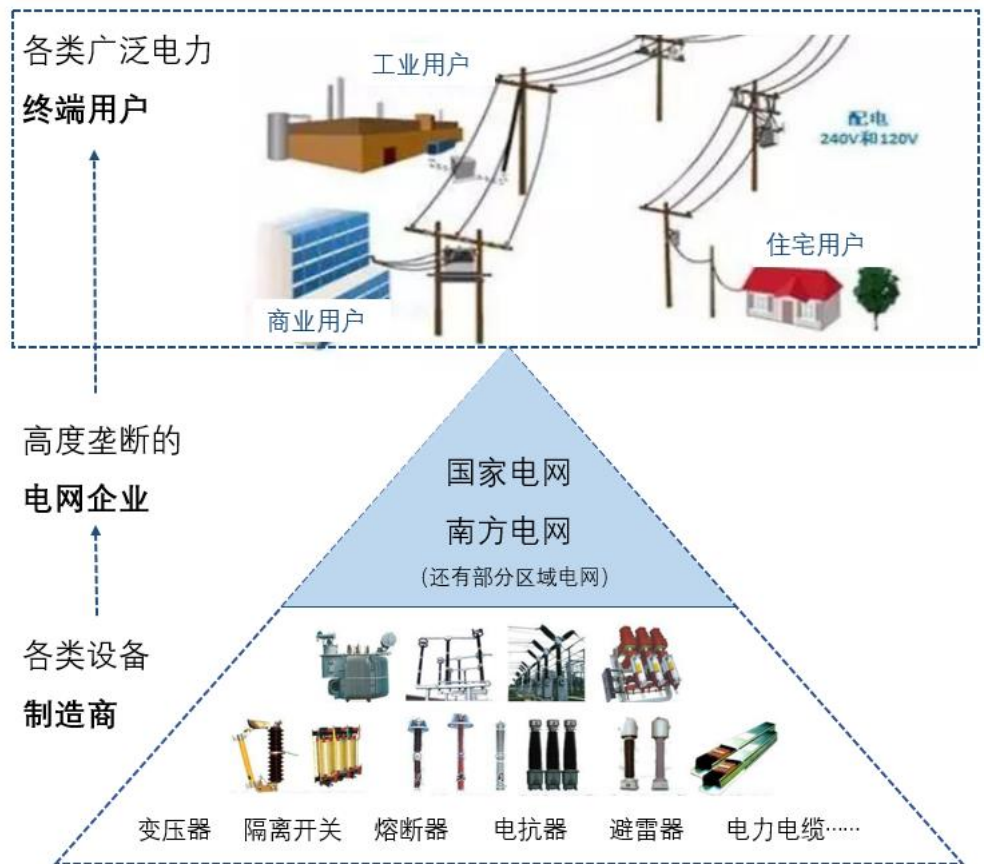 各类广泛电力
终端用户
工业用户
配电
240V和120V
住宅用户
商业用户
高度垄断的
电网企业
国家电网
南方电网
(还有部分区域电网)
各类设备
制造商
变压器 隔离开关 熔断器 电抗器 避雷器 电力电缆……